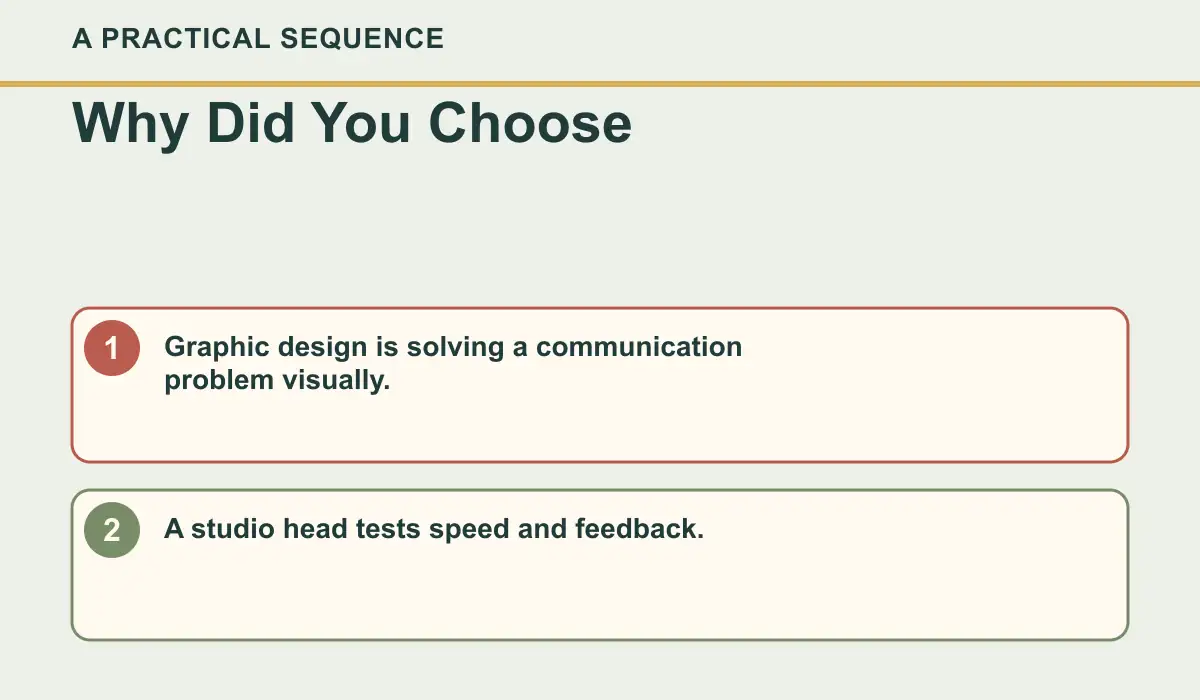 A PRACTICAL SEQUENCE
Why Did You Choose
1
Graphic design is solving a communication
problem visually.
2
A studio head tests speed and feedback.